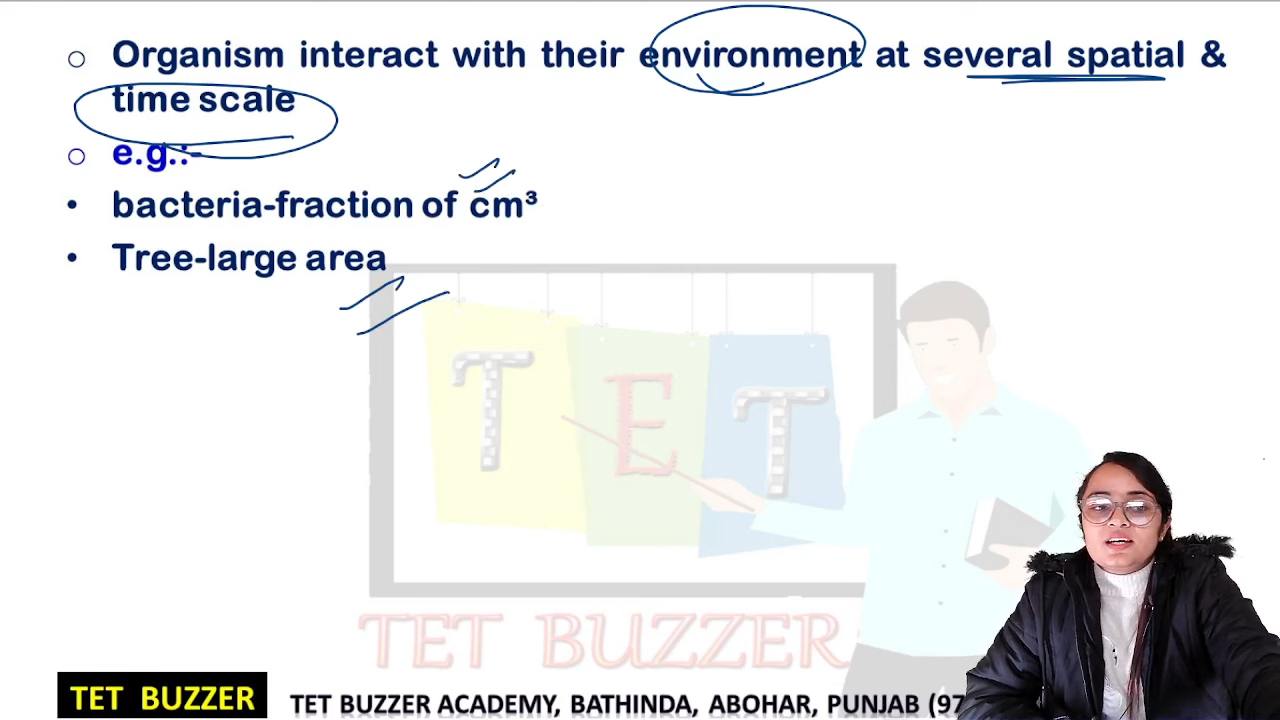 ○ Organism interact with their environment at several spatial &
time scale
○ e.g.:-
• bacteria-fraction of cm³
• Tree-large area
T E T
TET BUZZER
TET BUZZER
TET BUZZER ACADEMY, BATHINDA, ABOHAR, PUNJAB (97